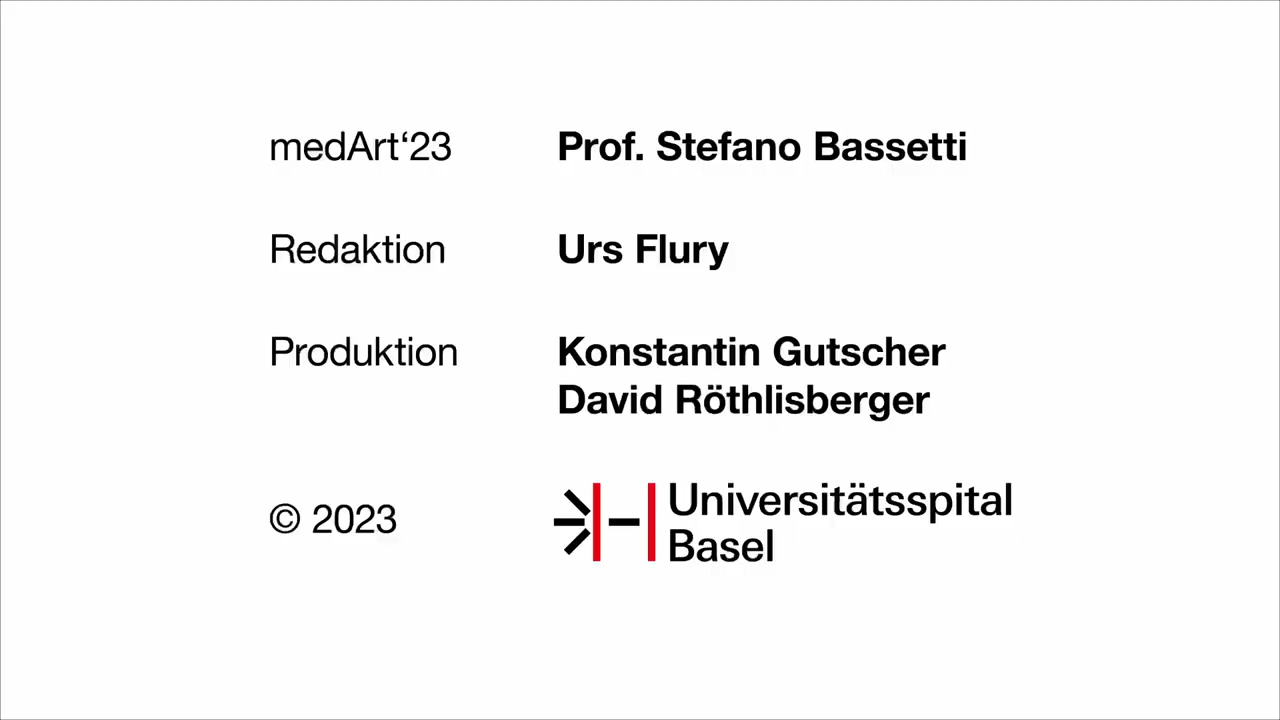 medArt‘23 Prof. Stefano Bassetti
Redaktion Urs Flury
Produktion Konstantin Gutscher
David Röthlisberger
© 2023 Universitätsspital
Basel